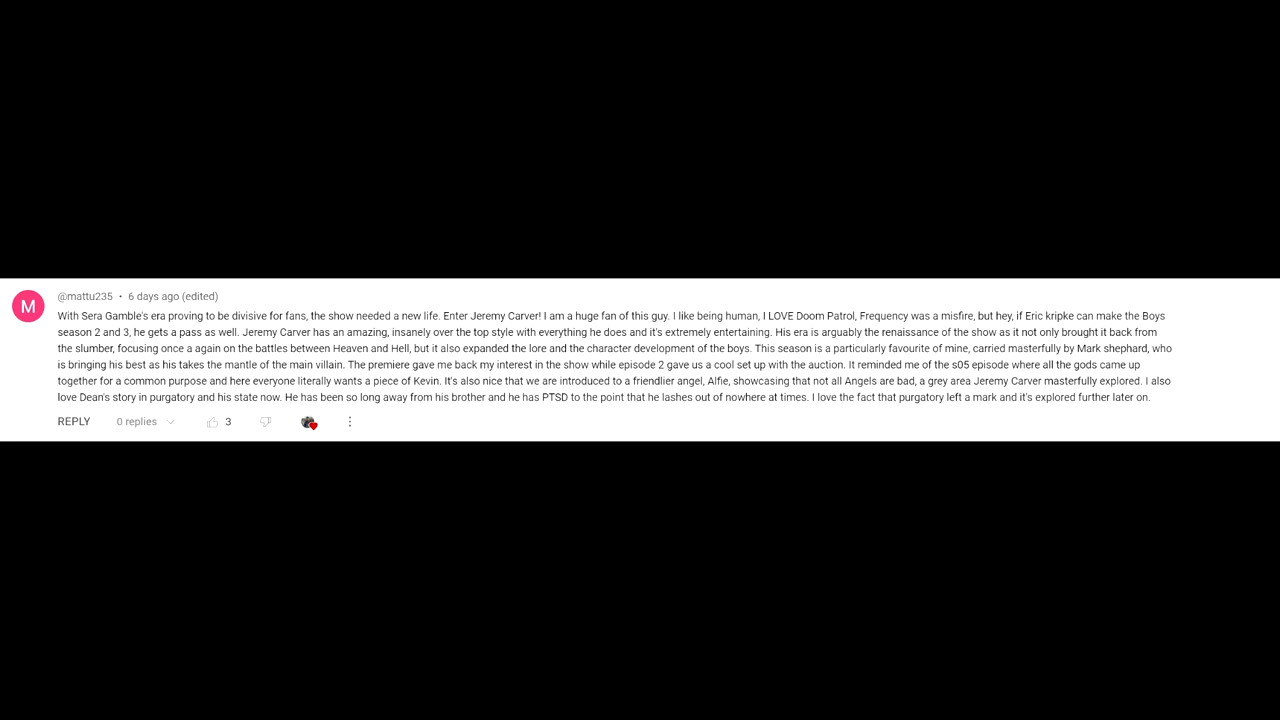 M
@mattu235 • 6 days ago (edited)
With Sera Gamble's era proving to be divisive for fans, the show needed a new life. Enter Jeremy Carver! I am a huge fan of this guy. I like being human, I LOVE Doom Patrol, Frequency was a misfire, but hey, if Eric kripke can make the Boys
season 2 and 3, he gets a pass as well. Jeremy Carver has an amazing, insanely over the top style with everything he does and it's extremely entertaining. His era is arguably the renaissance of the show as it not only brought it back from
the slumber, focusing once a again on the battles between Heaven and Hell, but it also expanded the lore and the character development of the boys. This season is a particularly favourite of mine, carried masterfully by Mark shephard, who
is bringing his best as his takes the mantle of the main villain. The premiere gave me back my interest in the show while episode 2 gave us a cool set up with the auction. It reminded me of the s05 episode where all the gods came up
together for a common purpose and here everyone literally wants a piece of Kevin. It's also nice that we are introduced to a friendlier angel, Alfie, showcasing that not all Angels are bad, a grey area Jeremy Carver masterfully explored. I also
love Dean's story in purgatory and his state now. He has been so long away from his brother and he has PTSD to the point that he lashes out of nowhere at times. I love the fact that purgatory left a mark and it's explored further later on.
REPLY 0 replies 3